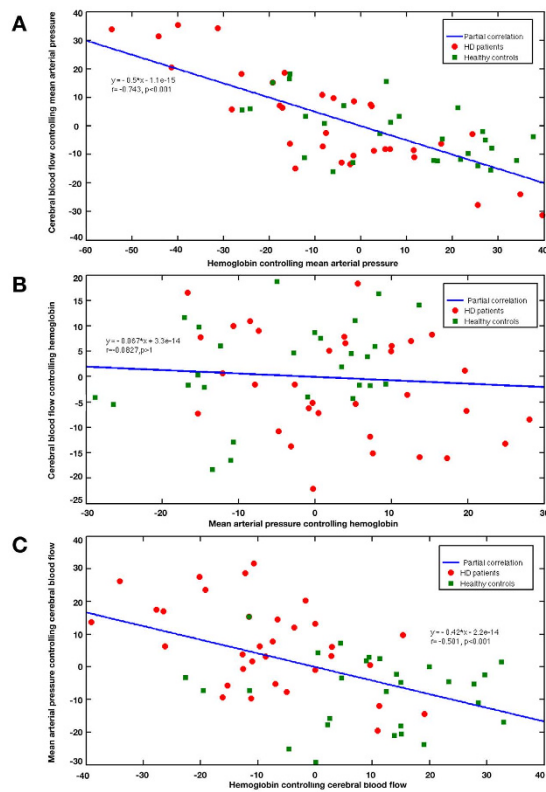 A
Cerebral blood flow controlling mean arterial pressure
40
30
20
10
0
-10
-20
-30
-40
Partial correlation
HD patients
Healthy controls
y= - 0.5*x - 1.1e-15
r= -0.743, p<0.001
-60 -50 -40 -30 -20 -10 0 10 20 30 40
Hemoglobin controlling mean arterial pressure
B
Cerebral blood flow controlling hemoglobin
20
15
10
5
0
-5
-10
-15
-20
-25
Partial correlation
HD patients
Healthy controls
y= - 0.067*x + 3.3e-14
r=-0.0827,p>1
-30 -20 -10 0 10 20 30
Mean arterial pressure controlling hemoglobin
C
Mean arterial pressure controlling cerebral blood flow
40
30
20
10
0
-10
-20
-30
Partial correlation
HD patients
Healthy controls
y= - 0.42*x - 2.2e-14
r=-0.501, p<0.001
-40 -30 -20 -10 0 10 20 30 40
Hemoglobin controlling cerebral blood flow